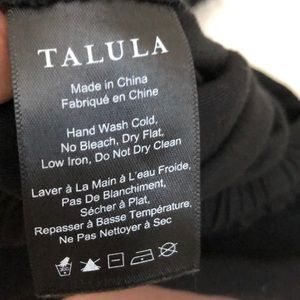 TALULA
Made in China
Fabriqué en Chine
Hand Wash Cold,
No Bleach, Dry Flat,
Low Iron, Do Not Dry Clean
Laver à La Main à L'eau Froide,
Pas De Blanchiment,
Sécher à Plat,
Repasser à Basse Température,
Ne Pas Nettoyer à Sec